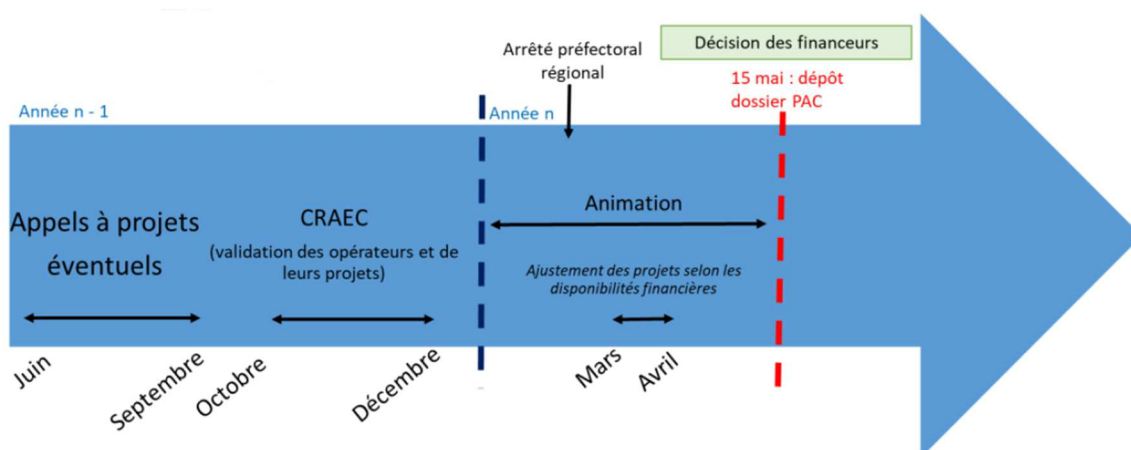 Décision des financeurs
Arrêté préfectoral
régional
15 mai : dépôt
dossier PAC
Année n - 1
Année n
Appels à projets
éventuels
CRAEC
(validation des opérateurs et de
leurs projets)
Animation
Ajustement des projets selon les
disponibilités financières
Juin
Septembre
Octobre
Décembre
Mars
Avril